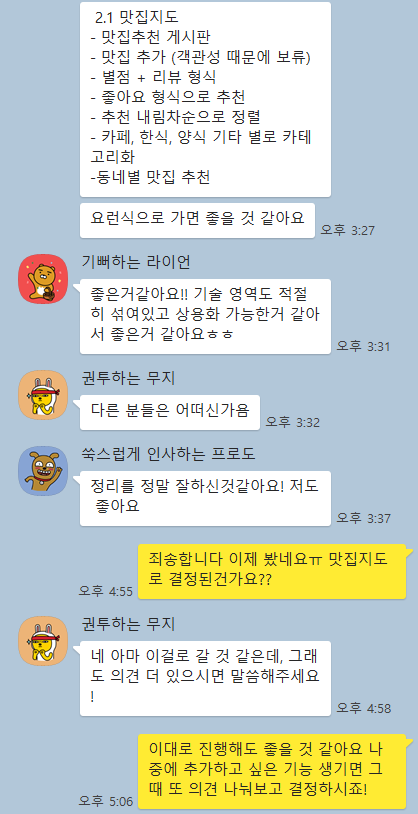 2.1 맛집지도
- 맛집추천 게시판
- 맛집 추가 (객관성 때문에 보류)
- 별점 + 리뷰 형식
- 좋아요 형식으로 추천
- 추천 내림차순으로 정렬
- 카페, 한식, 양식 기타 별로 카테
고리화
-동네별 맛집 추천
요런식으로 가면 좋을 것 같아요
오후 3:27
기뻐하는 라이언
좋은거같아요!! 기술 영역도 적절
히 섞여있고 상용화 가능한거 같아
서 좋은거 같아요ㅎㅎ
오후 3:31
권투하는 무지
다른 분들은 어떠신가욤
오후 3:32
쑥스럽게 인사하는 프로도
정리를 정말 잘하신것같아요! 저도
좋아요
오후 3:37
죄송합니다 이제 봤네요ㅠ 맛집지도
로 결정된건가요??
오후 4:55
권투하는 무지
네 아마 이걸로 갈 것 같은데, 그래
도 의견 더 있으시면 말씀해주세요
!
오후 4:58
이대로 진행해도 좋을 것 같아요 나
중에 추가하고 싶은 기능 생기면 그
때 또 의견 나눠보고 결정하시죠!
오후 5:06